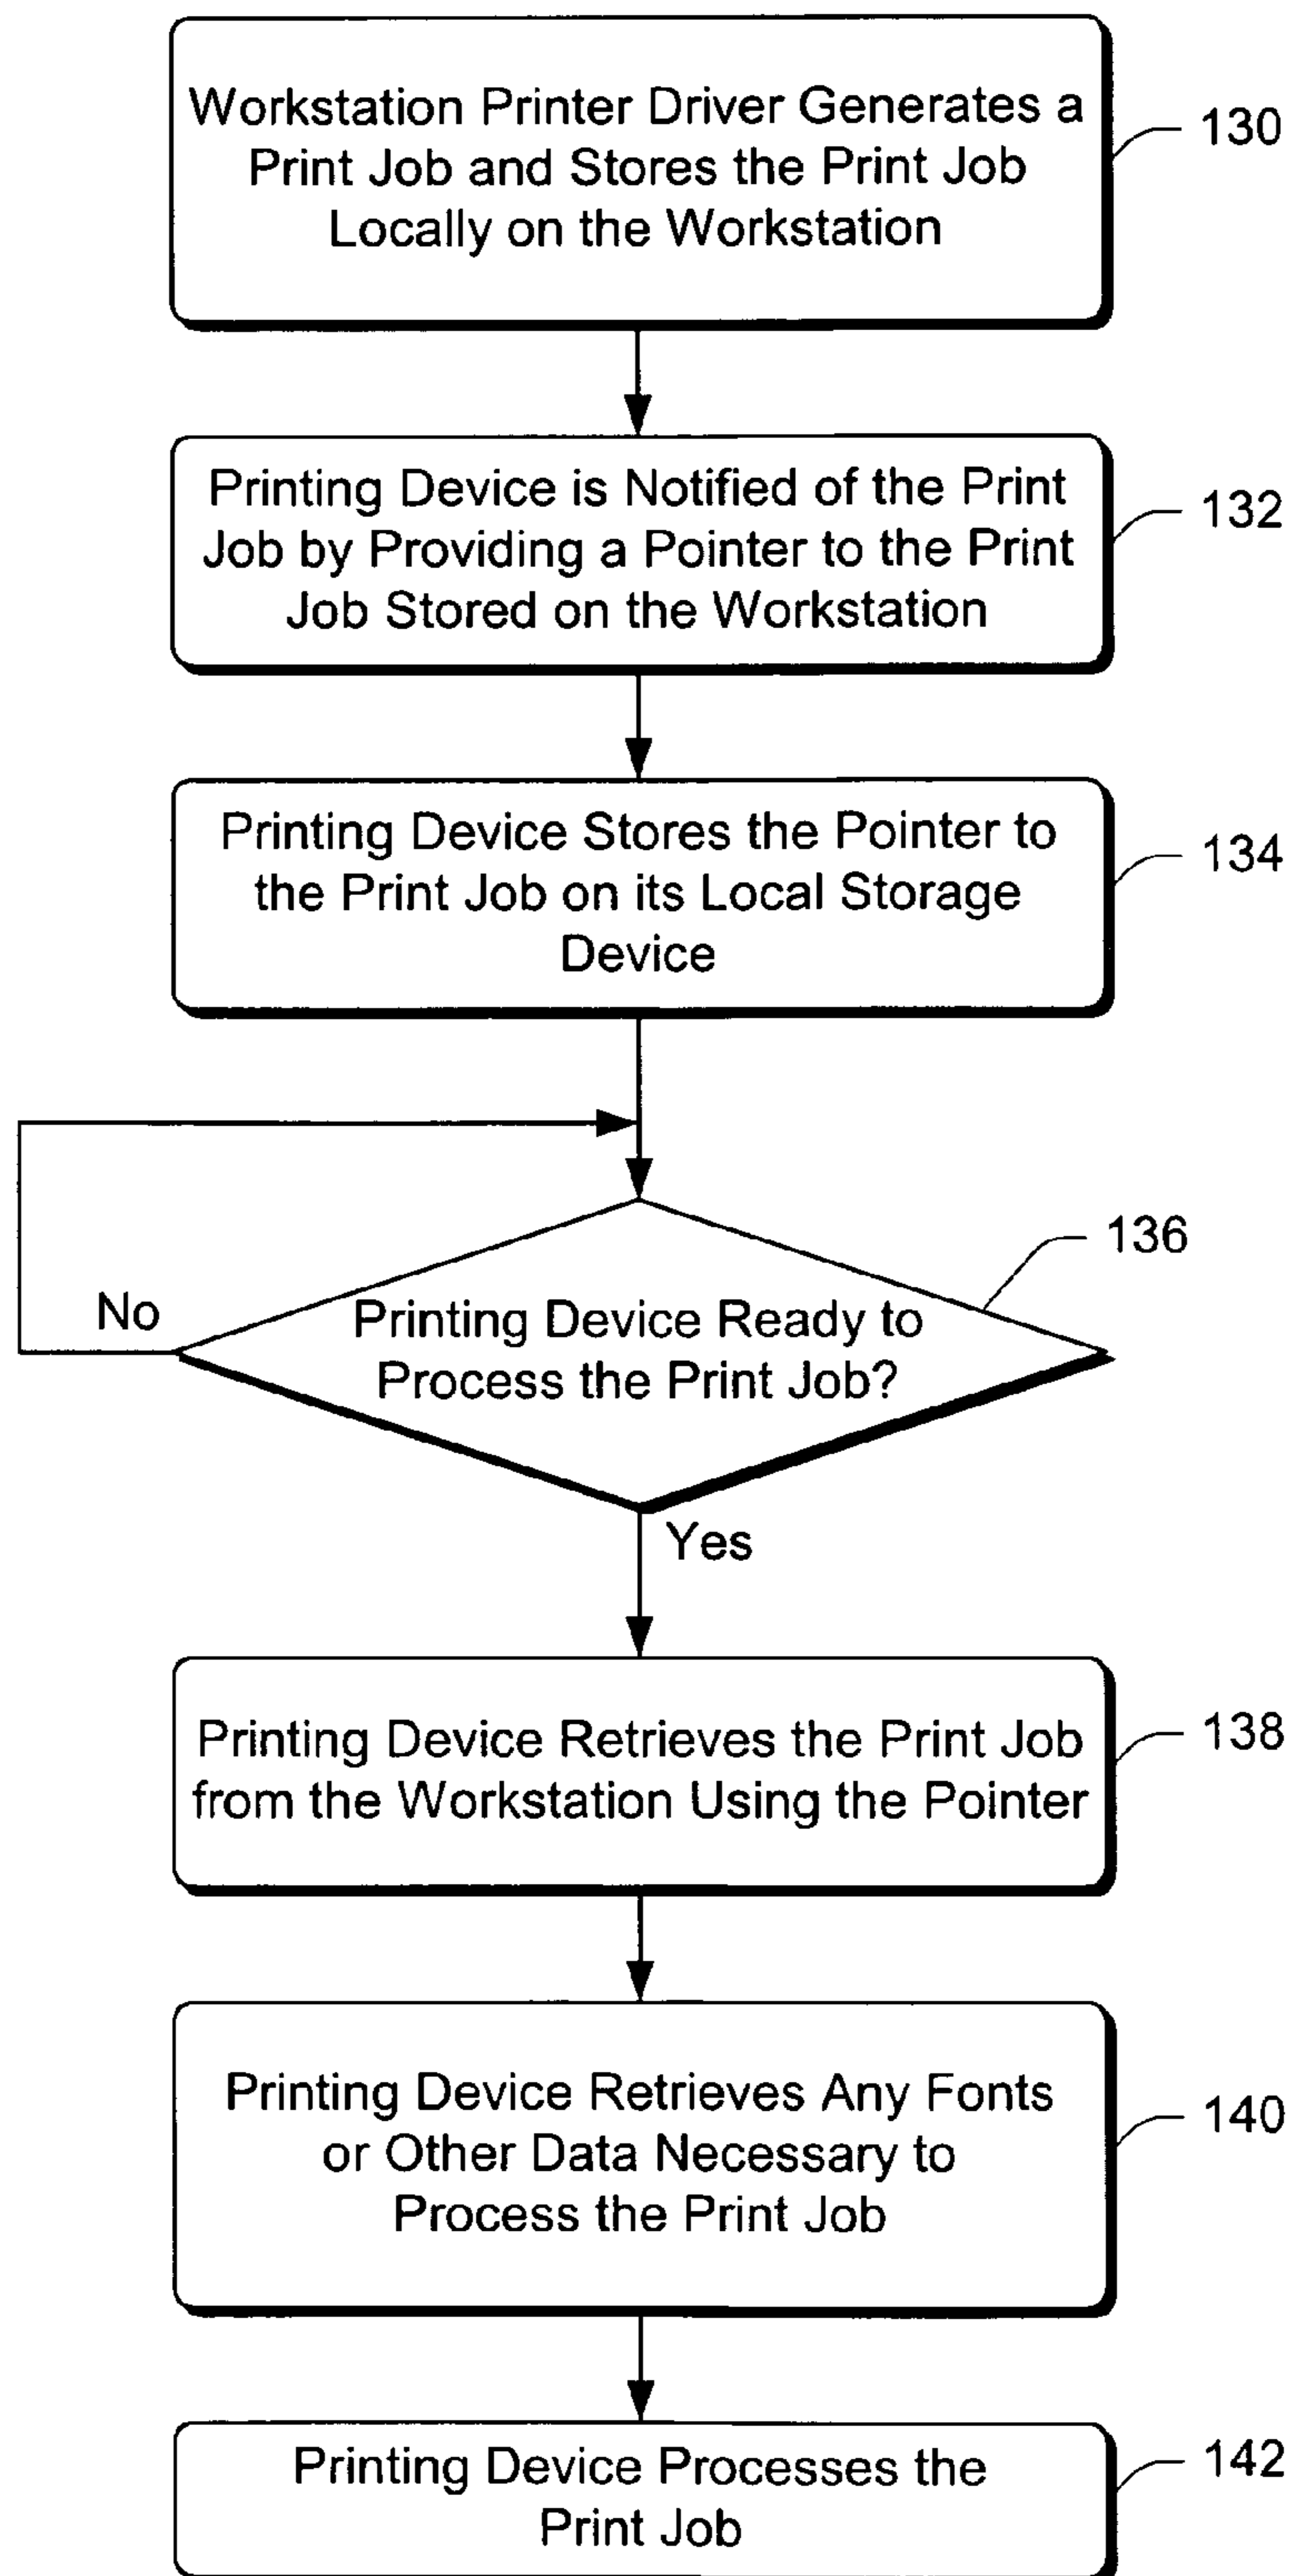 Workstation Printer Driver Generates a
Print Job and Stores the Print Job
Locally on the Workstation
130
Printing Device is Notified of the Print
Job by Providing a Pointer to the Print
Job Stored on the Workstation
132
Printing Device Stores the Pointer to
the Print Job on its Local Storage
Device
134
136
No
Printing Device Ready to
Process the Print Job?
Yes
Printing Device Retrieves the Print Job
from the Workstation Using the Pointer
138
Printing Device Retrieves Any Fonts
or Other Data Necessary to
Process the Print Job
140
Printing Device Processes the
Print Job
142